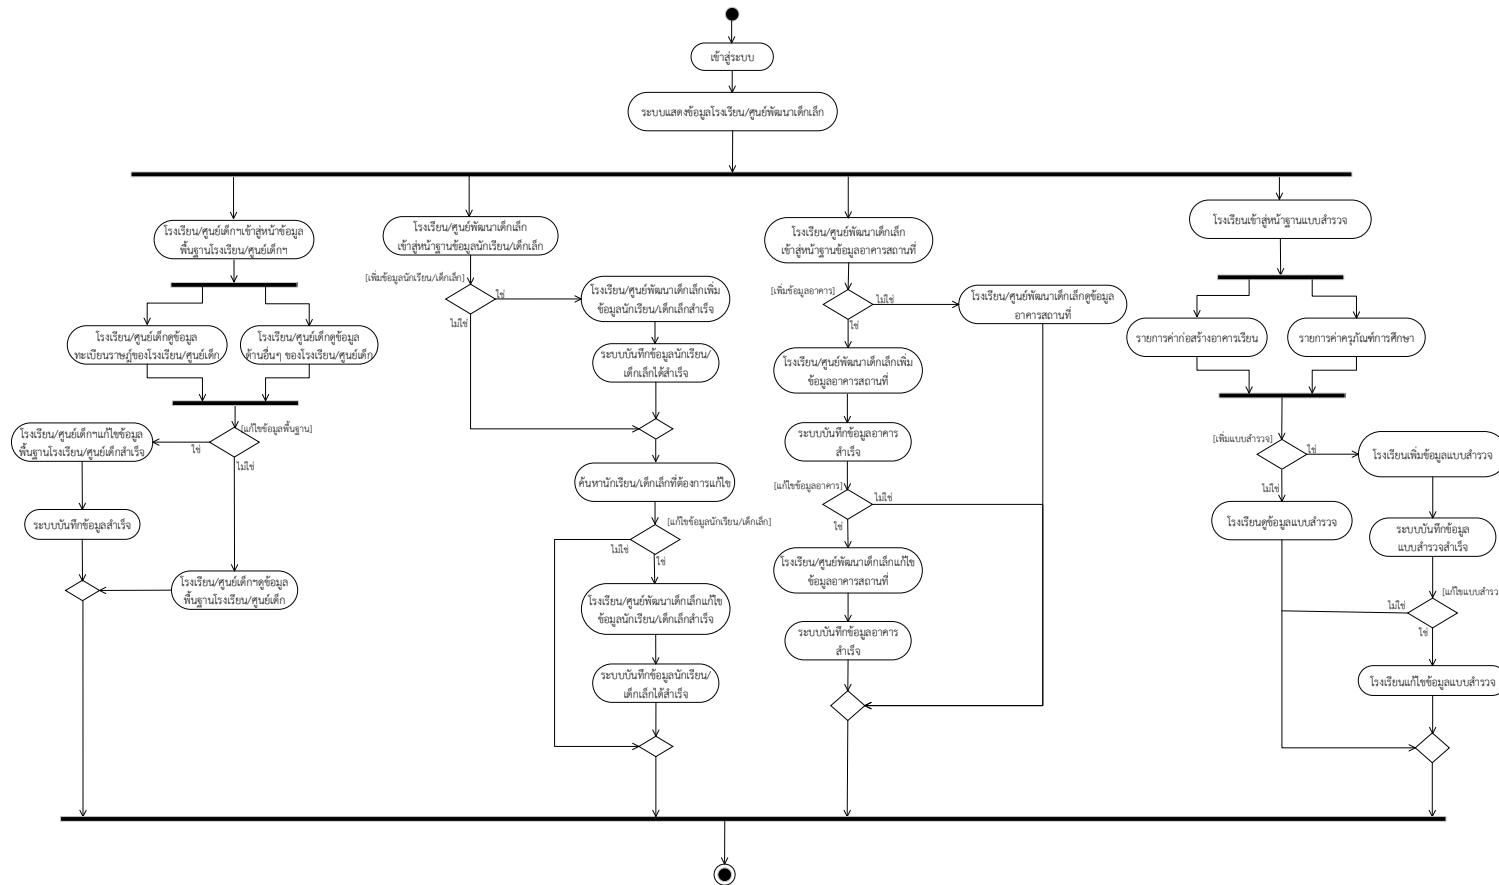 เข้าสู่ระบบ
ระบบแสดงข้อมูลโรงเรียน/ศูนย์พัฒนาเด็กเล็ก
โรงเรียน/ศูนย์เด็กฯเข้าสู่หน้าข้อมูล
พื้นฐานโรงเรียน/ศูนย์เด็กฯ
โรงเรียน/ศูนย์เด็กดูข้อมูล
ทะเบียนราษฎ์ของโรงเรียน/ศูนย์เด็ก
โรงเรียน/ศูนย์เด็กดูข้อมูล
ด้านอื่นๆ ของโรงเรียน/ศูนย์เด็ก
[แก้ไขข้อมูลพื้นฐาน]
ใช่
ไม่ใช่
โรงเรียน/ศูนย์เด็กฯแก้ไขข้อมูล
พื้นฐานโรงเรียน/ศูนย์เด็กสำเร็จ
ระบบบันทึกข้อมูลสำเร็จ
โรงเรียน/ศูนย์เด็กฯดูข้อมูล
พื้นฐานโรงเรียน/ศูนย์เด็ก
โรงเรียน/ศูนย์พัฒนาเด็กเล็ก
เข้าสู่หน้าฐานข้อมูลนักเรียน/เด็กเล็ก
[เพิ่มข้อมูลนักเรียน/เด็กเล็ก]
ใช่
ไม่ใช่
โรงเรียน/ศูนย์พัฒนาเด็กเล็กเพิ่ม
ข้อมูลนักเรียน/เด็กเล็กสำเร็จ
ระบบบันทึกข้อมูลนักเรียน/
เด็กเล็กได้สำเร็จ
ค้นหานักเรียน/เด็กเล็กที่ต้องการแก้ไข
[แก้ไขข้อมูลนักเรียน/เด็กเล็ก]
ไม่ใช่
ใช่
โรงเรียน/ศูนย์พัฒนาเด็กเล็กแก้ไข
ข้อมูลนักเรียน/เด็กเล็กสำเร็จ
ระบบบันทึกข้อมูลนักเรียน/
เด็กเล็กได้สำเร็จ
โรงเรียน/ศูนย์พัฒนาเด็กเล็ก
เข้าสู่หน้าฐานข้อมูลอาคารสถานที่
[เพิ่มข้อมูลอาคาร]
ไม่ใช่
ใช่
โรงเรียน/ศูนย์พัฒนาเด็กเล็กดูข้อมูล
อาคารสถานที่
โรงเรียน/ศูนย์พัฒนาเด็กเล็กเพิ่ม
ข้อมูลอาคารสถานที่
ระบบบันทึกข้อมูลอาคาร
สำเร็จ
[แก้ไขข้อมูลอาคาร]
ไม่ใช่
ใช่
โรงเรียน/ศูนย์พัฒนาเด็กเล็กแก้ไข
ข้อมูลอาคารสถานที่
ระบบบันทึกข้อมูลอาคาร
สำเร็จ
โรงเรียนเข้าสู่หน้าฐานแบบสำรวจ
รายการค่าก่อสร้างอาคารเรียน
รายการค่าครุภัณฑ์การศึกษา
[เพิ่มแบบสำรวจ]
ใช่
ไม่ใช่
โรงเรียนเพิ่มข้อมูลแบบสำรวจ
โรงเรียนดูข้อมูลแบบสำรวจ
ระบบบันทึกข้อมูล
แบบสำรวจสำเร็จ
[แก้ไขแบบสำรว
ไม่ใช่
ใช่
โรงเรียนแก้ไขข้อมูลแบบสำรวจ